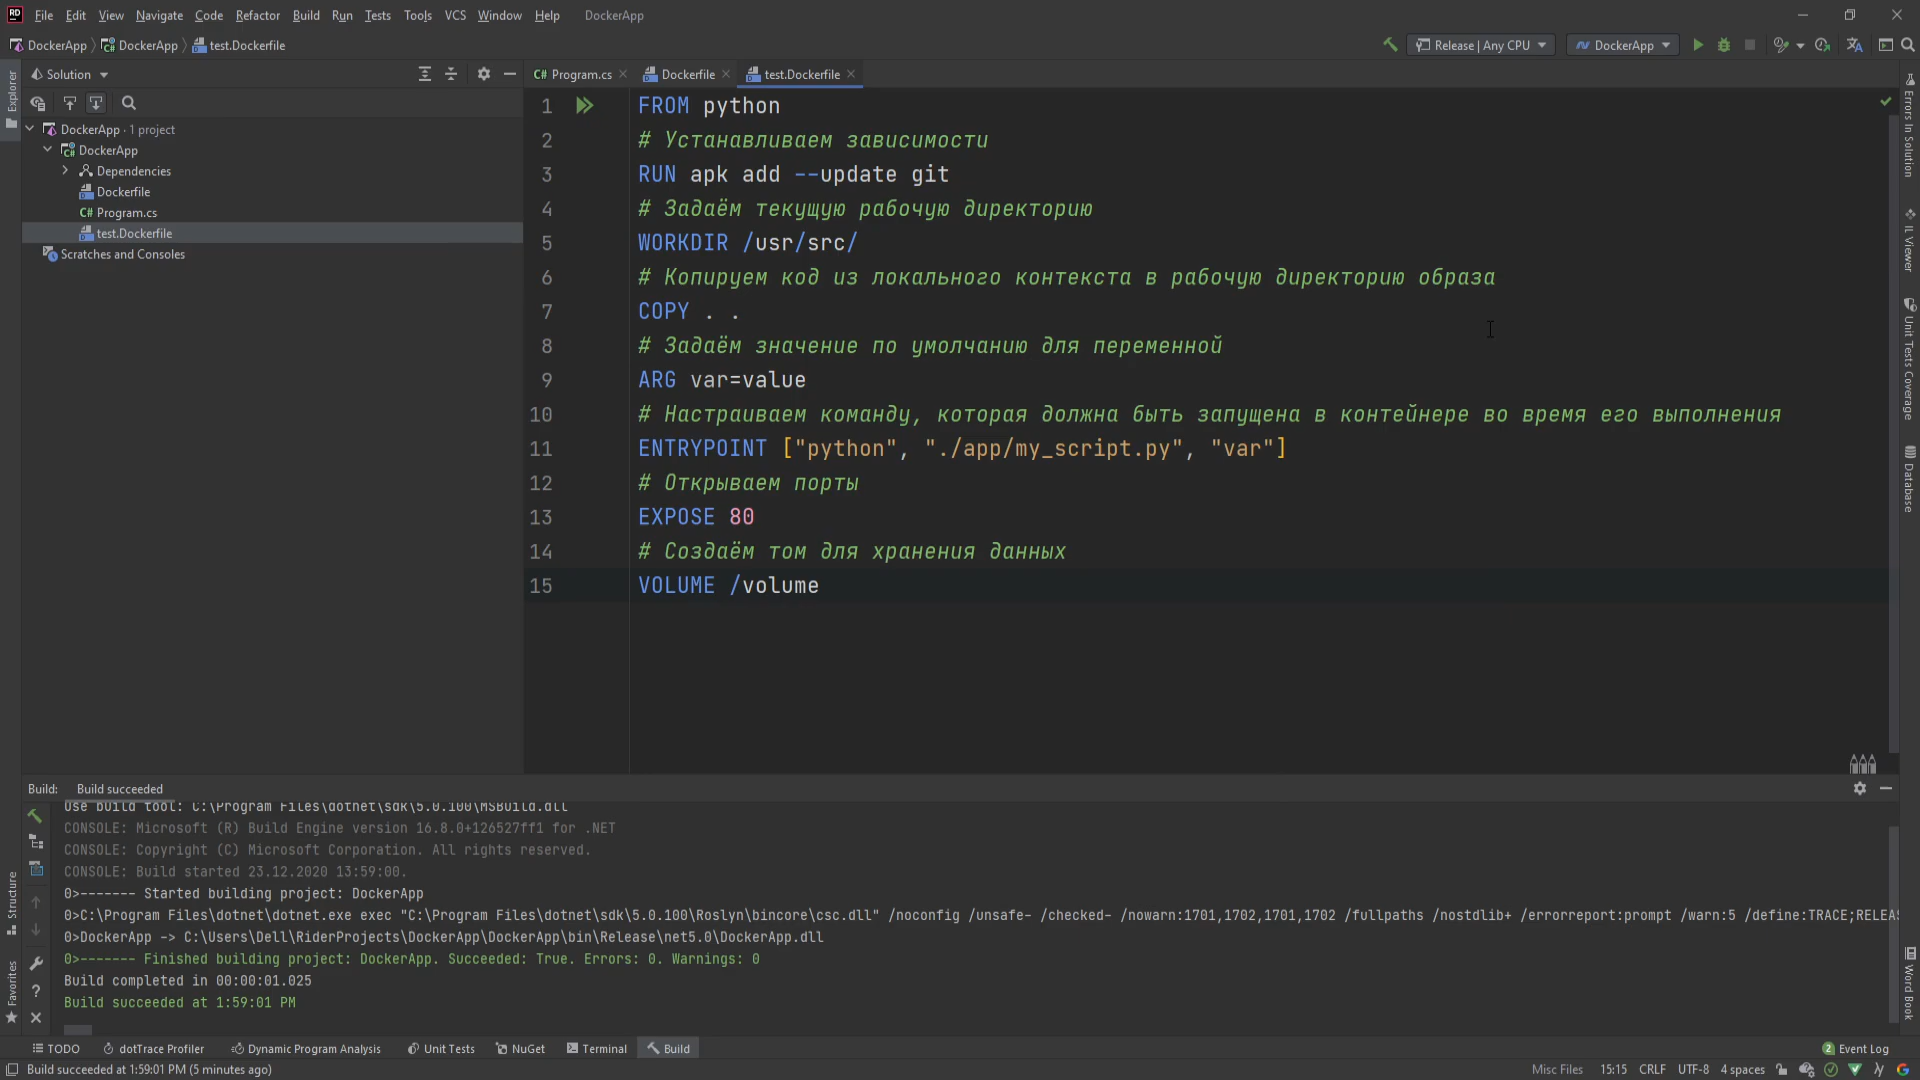 File Edit View Navigate Code Refactor Build Run Tests Tools VCS Window Help DockerApp
DockerApp DockerApp test.Dockerfile
Release | Any CPU DockerApp
Explorer
Solution
DockerApp · 1 project
DockerApp
Dependencies
Dockerfile
Program.cs
test.Dockerfile
Scratches and Consoles
Program.cs Dockerfile test.Dockerfile
1 FROM python
2 # Устанавливаем зависимости
3 RUN apk add --update git
4 # Задаём текущую рабочую директорию
5 WORKDIR /usr/src/
6 # Копируем код из локального контекста в рабочую директорию образа
7 COPY . .
8 # Задаём значение по умолчанию для переменной
9 ARG var=value
10 # Настраиваем команду, которая должна быть запущена в контейнере во время его выполнения
11 ENTRYPOINT ["python", "./app/my_script.py", "var"]
12 # Открываем порты
13 EXPOSE 80
14 # Создаём том для хранения данных
15 VOLUME /volume
Errors In Solution
IL Viewer
Unit Tests Coverage
Database
Word Book
Build: Build succeeded
Use build tool: C:\Program Files\dotnet\sdk\5.0.100\MSBuild.dll
CONSOLE: Microsoft (R) Build Engine version 16.8.0+126527ff1 for .NET
CONSOLE: Copyright (C) Microsoft Corporation. All rights reserved.
CONSOLE: Build started 23.12.2020 13:59:00.
0>------- Started building project: DockerApp
0>C:\Program Files\dotnet\dotnet.exe exec "C:\Program Files\dotnet\sdk\5.0.100\Roslyn\bincore\csc.dll" /noconfig /unsafe- /checked- /nowarn:1701,1702,1701,1702 /fullpaths /nostdlib+ /errorreport:prompt /warn:5 /define:TRACE;RELEAS
0>DockerApp -> C:\Users\Dell\RiderProjects\DockerApp\DockerApp\bin\Release\net5.0\DockerApp.dll
0>------- Finished building project: DockerApp. Succeeded: True. Errors: 0. Warnings: 0
Build completed in 00:00:01.025
Build succeeded at 1:59:01 PM
Structure
Favorites
TODO dotTrace Profiler Dynamic Program Analysis Unit Tests NuGet Terminal Build 2 Event Log
Build succeeded at 1:59:01 PM (5 minutes ago) Misc Files 15:15 CRLF UTF-8 4 spaces